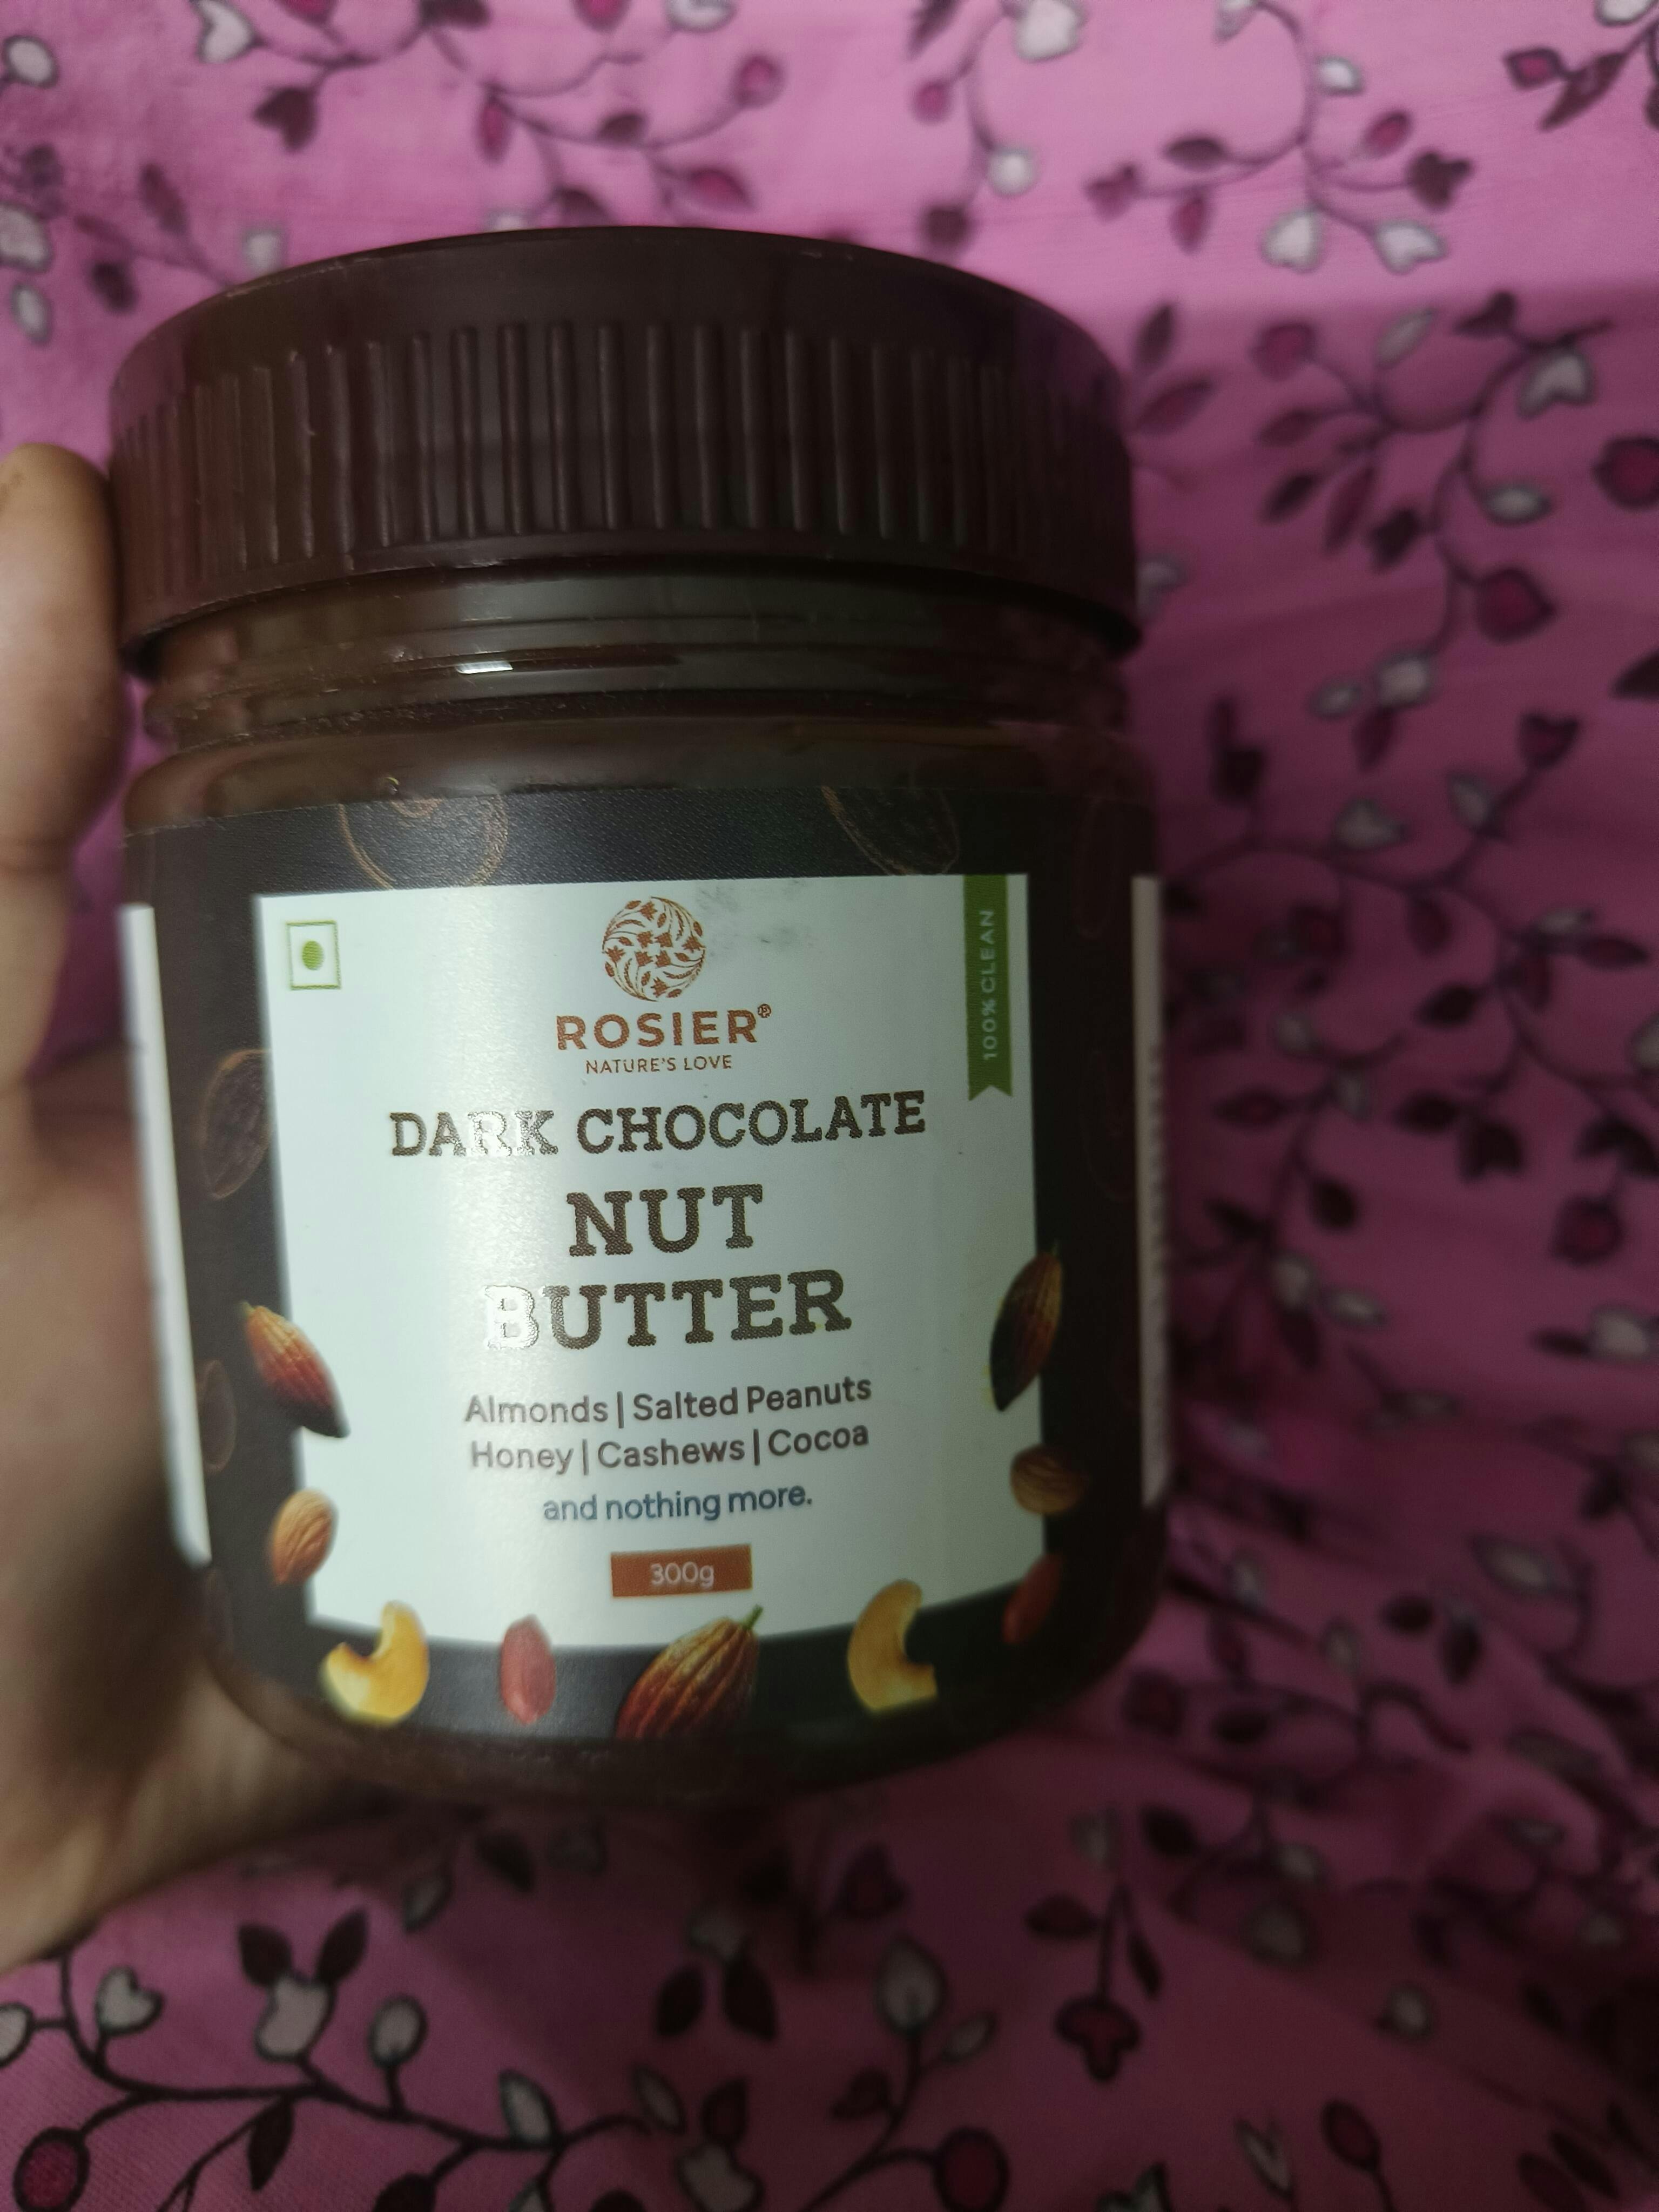 ROSIER®
NATURE'S LOVE
100% CLEAN
DARK CHOCOLATE
NUT
BUTTER
Almonds | Salted Peanuts
Honey | Cashews | Cocoa
and nothing more.
300g